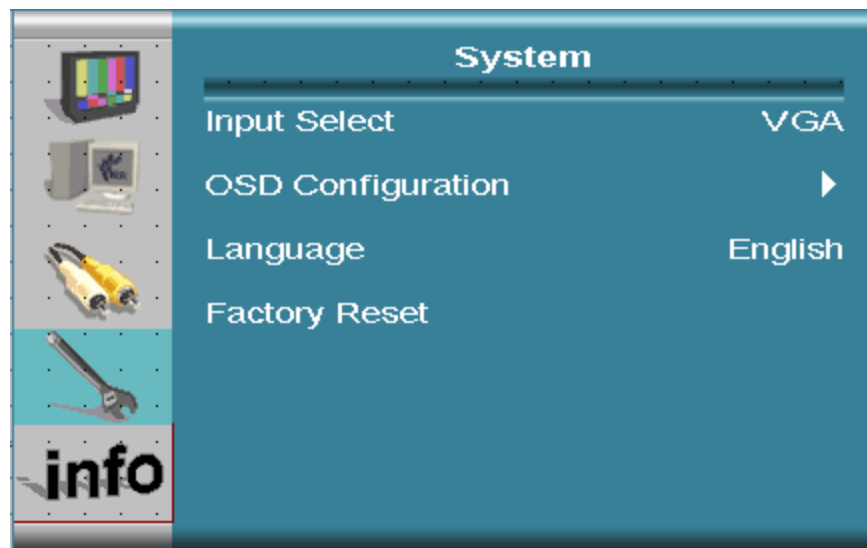 System
Input Select VGA
OSD Configuration
Language English
Factory Reset
info